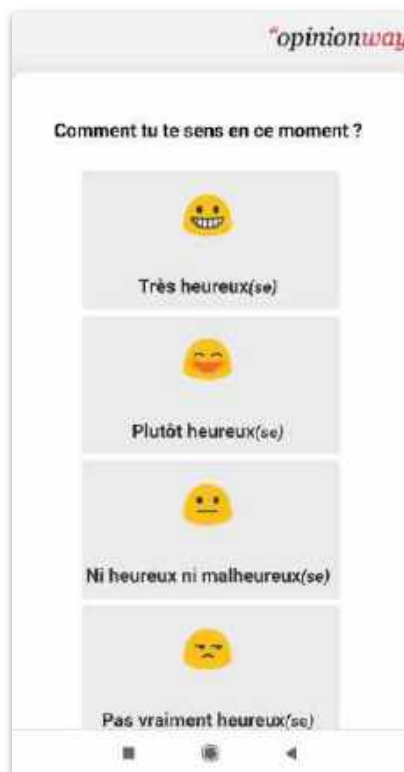 “opinionway
Comment tu te sens en ce moment ?
Très heureux(se)
Plutôt heureux(se)
Ni heureux ni malheureux(se)
Pas vraiment heureux(se)